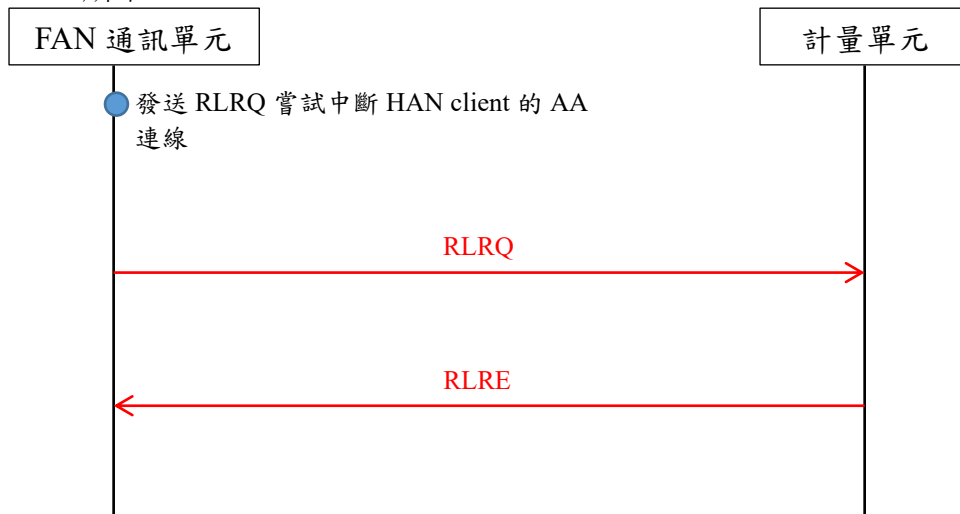 FAN 通訊單元
計量單元
發送 RLRQ 嘗試中斷 HAN client 的 AA
連線
RLRQ
RLRE